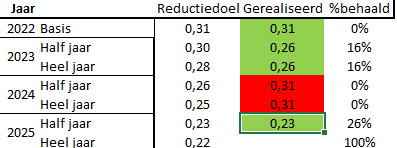 Jaar Reductiedoel Gerealiseerd %behaald
2022 Basis 0,31 0,31 0%
2023 Half jaar 0,30 0,26 16%
Heel jaar 0,28 0,26 16%
2024 Half jaar 0,26 0,31 0%
Heel jaar 0,25 0,31 0%
2025 Half jaar 0,23 0,23 26%
Heel jaar 0,22 100%